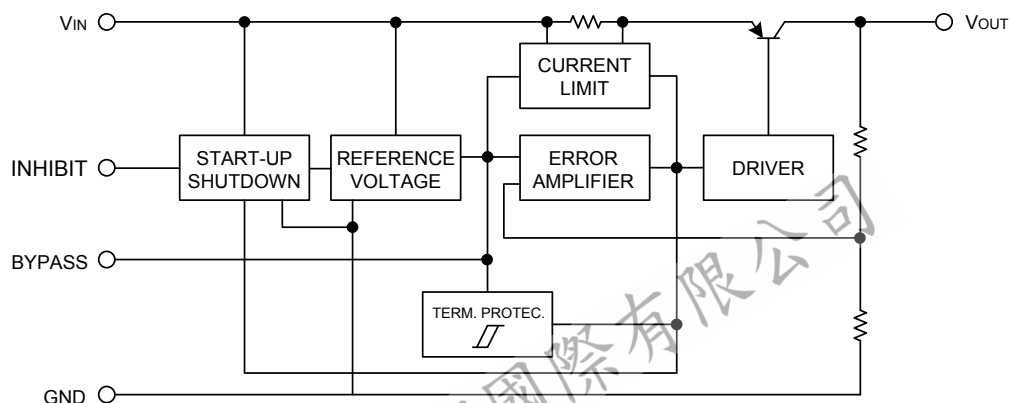 VIN
VOUT
CURRENT
LIMIT
INHIBIT
START-UP
SHUTDOWN
REFERENCE
VOLTAGE
ERROR
AMPLIFIER
DRIVER
BYPASS
TERM. PROTEC.
GND
國際有限公司